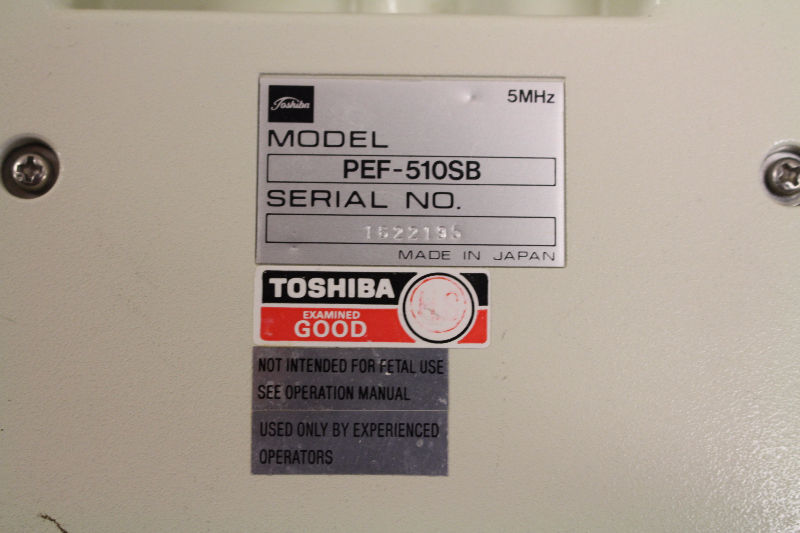 Toshiba
5MHz
MODEL
PEF-510SB
SERIAL NO.
1522195
MADE IN JAPAN
TOSHIBA
EXAMINED
GOOD
NOT INTENDED FOR FETAL USE
SEE OPERATION MANUAL
USED ONLY BY EXPERIENCED
OPERATORS